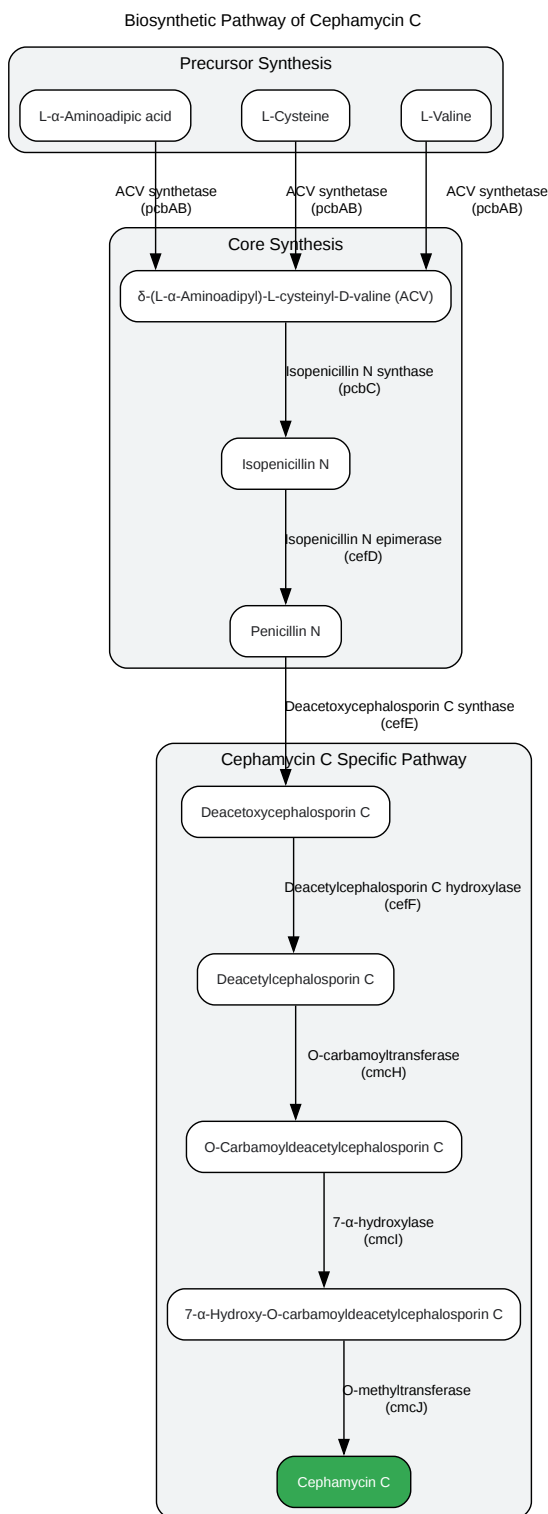 Biosynthetic Pathway of Cephamycin C
Precursor Synthesis
L-α-Aminoadipic acid
L-Cysteine
L-Valine
ACV synthetase
(pcbAB)
ACV synthetase
(pcbAB)
ACV synthetase
(pcbAB)
Core Synthesis
δ-(L-α-Aminoadipyl)-L-cysteinyl-D-valine (ACV)
Isopenicillin N synthase
(pcbC)
Isopenicillin N
Isopenicillin N epimerase
(cefD)
Penicillin N
Deacetoxycephalosporin C synthase
(cefE)
Cephamycin C Specific Pathway
Deacetoxycephalosporin C
Deacetylcephalosporin C hydroxylase
(cefF)
Deacetylcephalosporin C
O-carbamoyltransferase
(cmcH)
O-Carbamoyldeacetylcephalosporin C
7-α-hydroxylase
(cmcI)
7-α-Hydroxy-O-carbamoyldeacetylcephalosporin C
O-methyltransferase
(cmcJ)
Cephamycin C